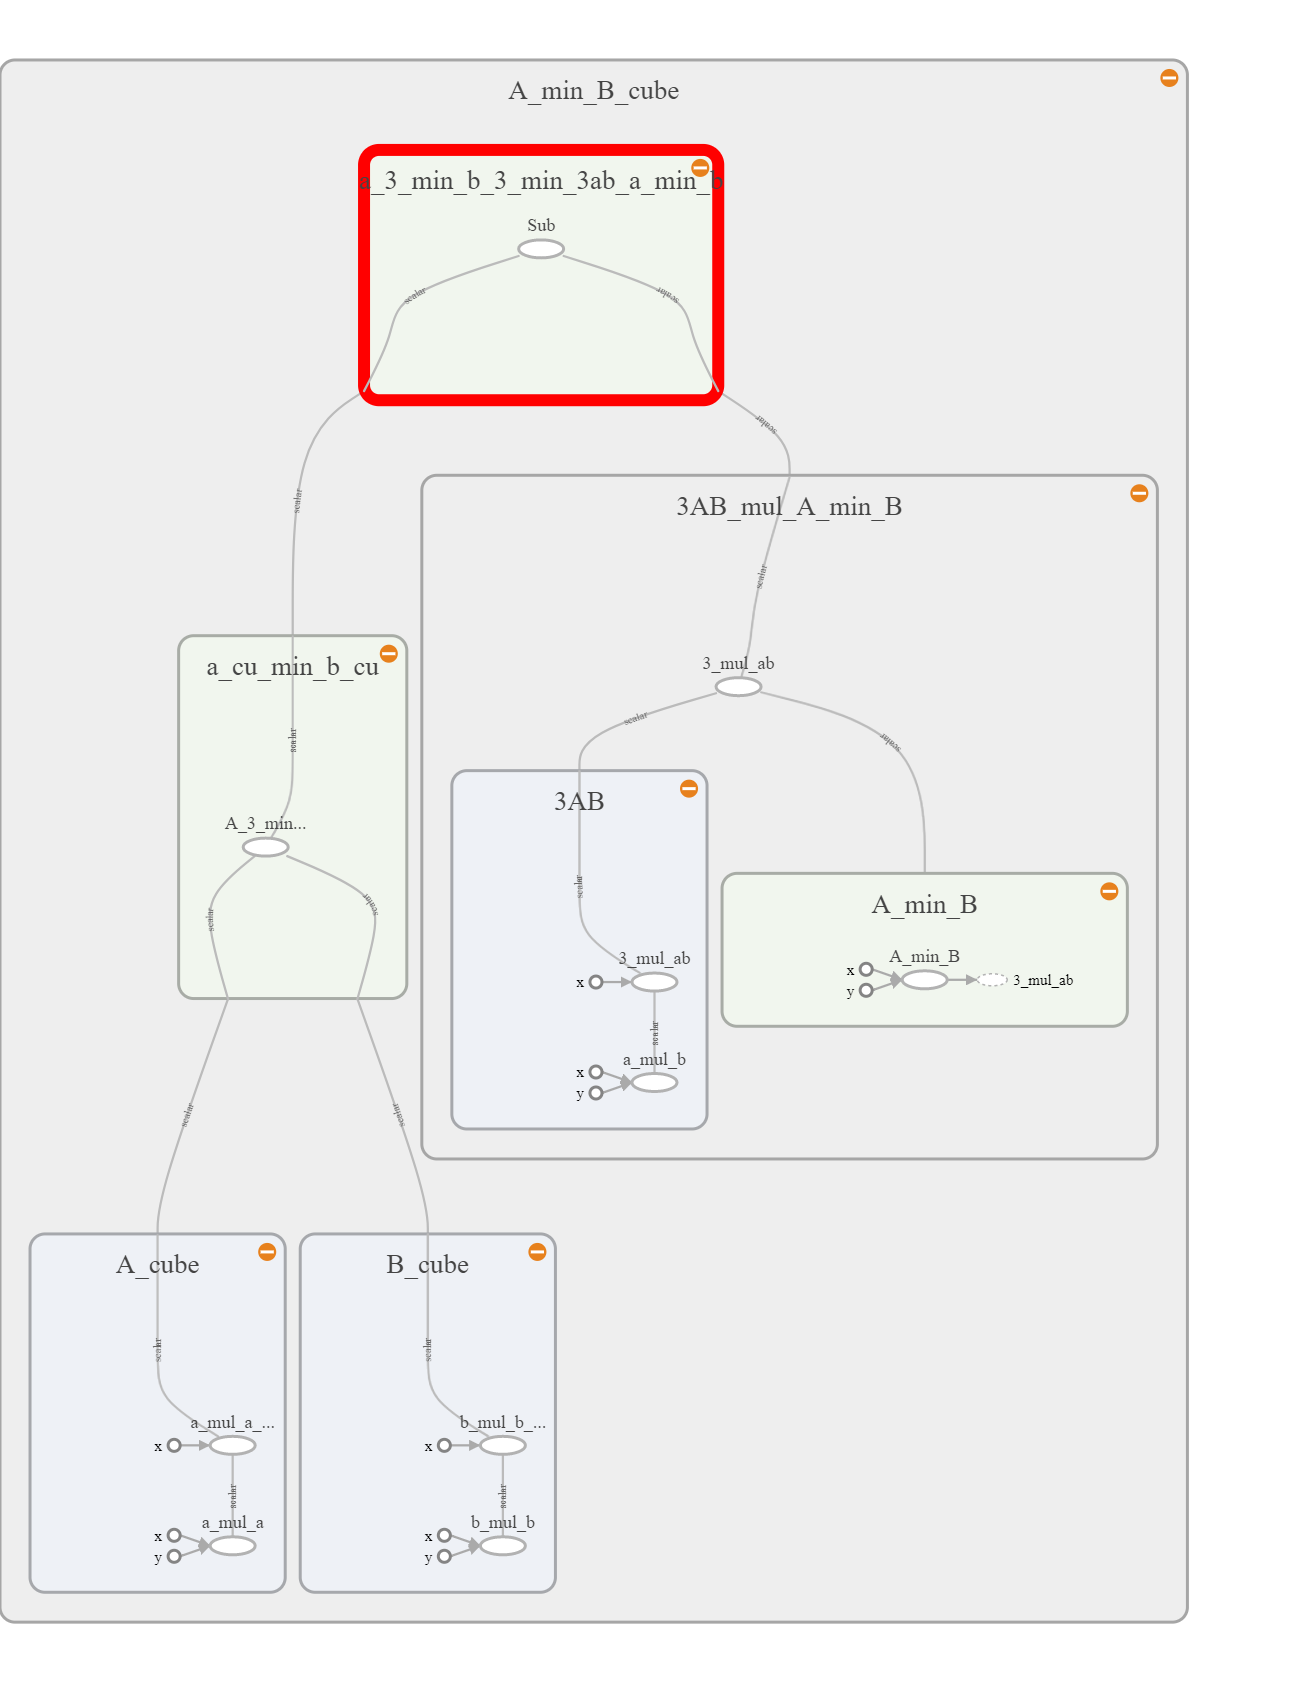 A_min_B_cube
a_3_min_b_3_min_3ab_a_min_b
Sub
scalar
scalar
scalar
scalar
3AB_mul_A_min_B
scalar
3_mul_ab
scalar
scalar
a_cu_min_b_cu
scalar
A_3_min...
scalar
scalar
3AB
scalar
3_mul_ab
x
scalar
a_mul_b
x
y
A_min_B
A_min_B
x
y
3_mul_ab
scalar
scalar
A_cube
scalar
a_mul_a_...
x
scalar
a_mul_a
x
y
B_cube
scalar
b_mul_b_...
x
scalar
b_mul_b
x
y